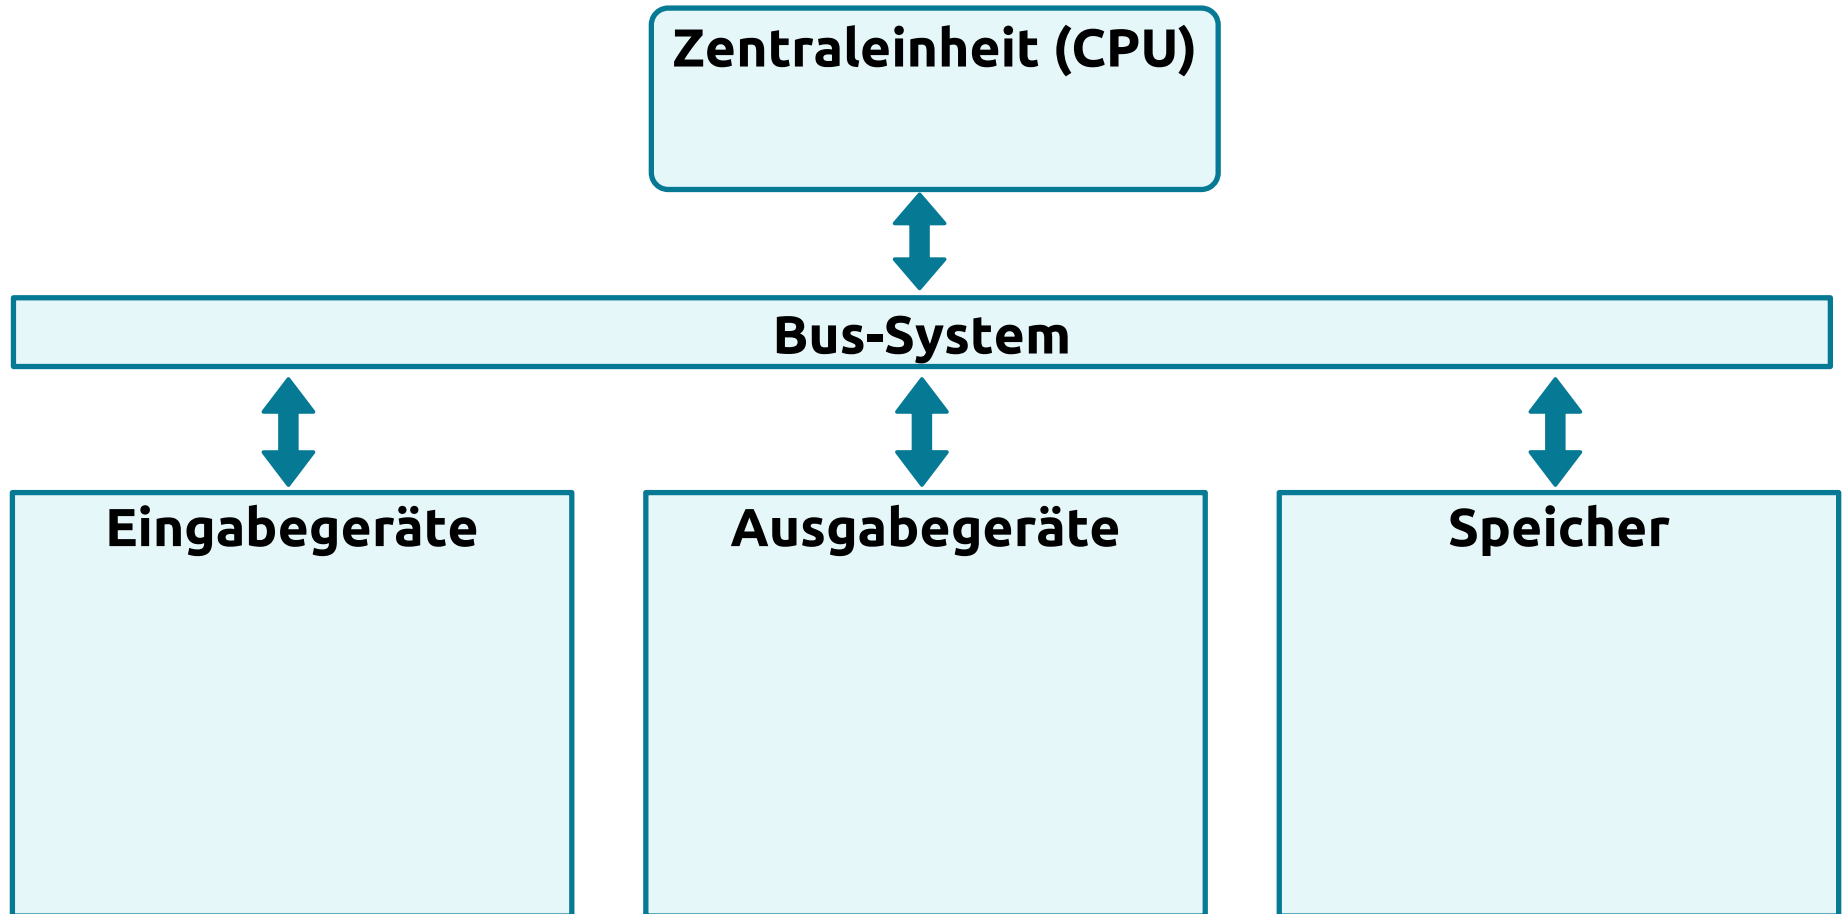 Zentraleinheit (CPU)
Bus-System
Eingabegeräte
Ausgabegeräte
Speicher